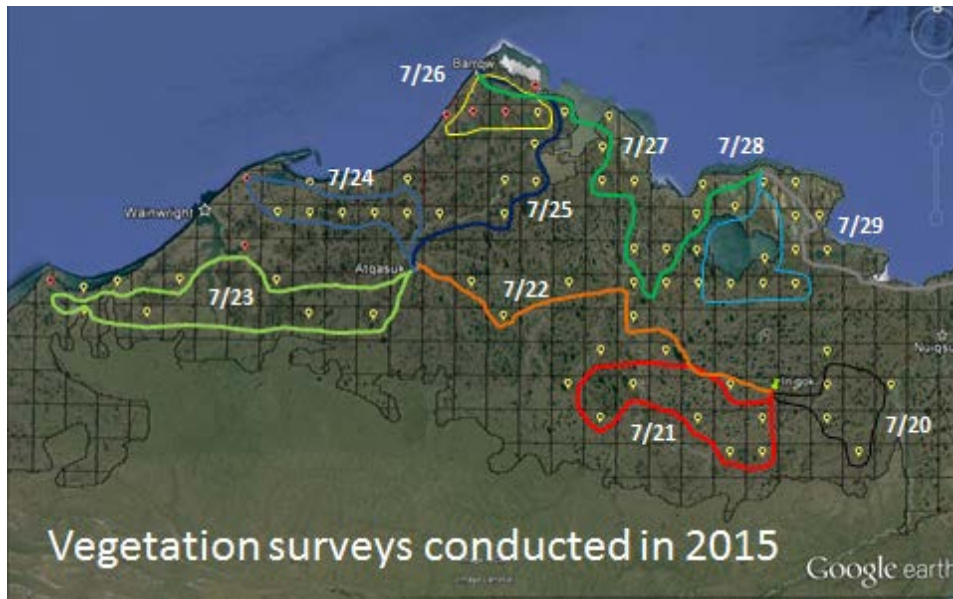 Barrow
7/26
7/27
7/28
7/24
Wainwright
7/25
7/29
Atqasuk
7/23
7/22
Nuiqsu
Inigok
7/21
7/20
Vegetation surveys conducted in 2015
Google earth